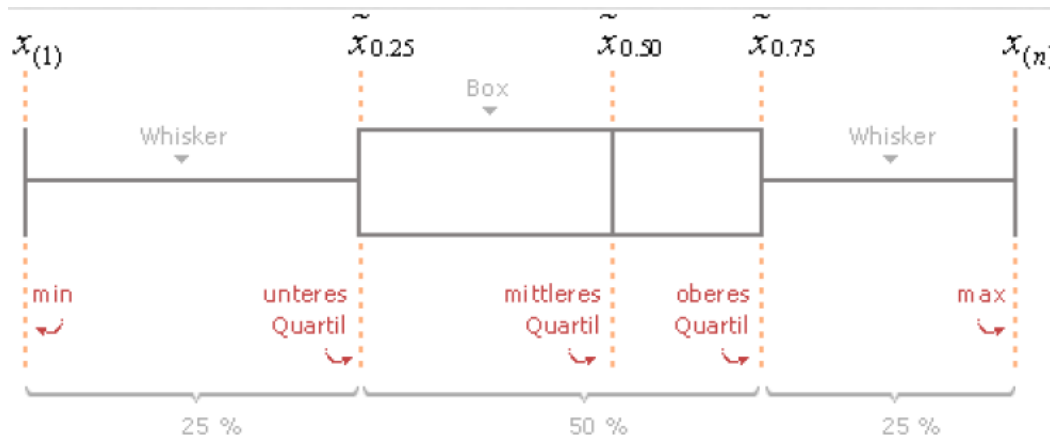 x(1) x̃0.25 x̃0.50 x̃0.75 x(n)
Box
Whisker Whisker
min unteres mittleres oberes max
Quartil Quartil Quartil
25 % 50 % 25 %